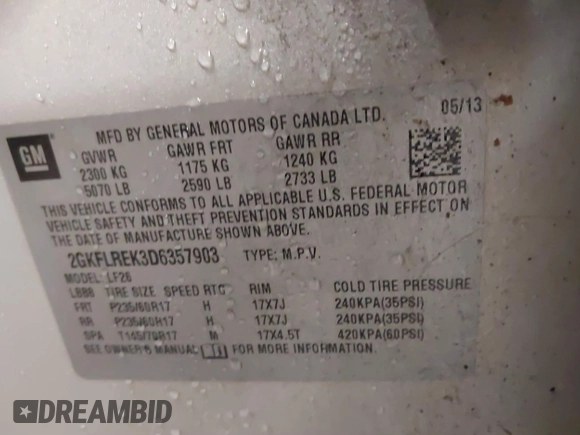 MFD BY GENERAL MOTORS OF CANADA LTD. 05/13
GM
GVWR GAWR FRT GAWR RR
2300 KG 1175 KG 1240 KG
5070 LB 2590 LB 2733 LB
THIS VEHICLE CONFORMS TO ALL APPLICABLE U.S. FEDERAL MOTOR
VEHICLE SAFETY AND THEFT PREVENTION STANDARDS IN EFFECT ON
THE DATE OF MANUFACTURE SHOWN ABOVE.
2GKFLREK3D6357903 TYPE: M.P.V.
MODEL: LF26
TIRE SIZE SPEED RTG RIM COLD TIRE PRESSURE
FRT P235/60R17 H 17X7J 240KPA(35PSI)
RR P235/60R17 H 17X7J 240KPA(35PSI)
SPA T145/70R17 M 17X4.5T 420KPA(60PSI)
SEE OWNER'S MANUAL FOR MORE INFORMATION.
DREAMBID